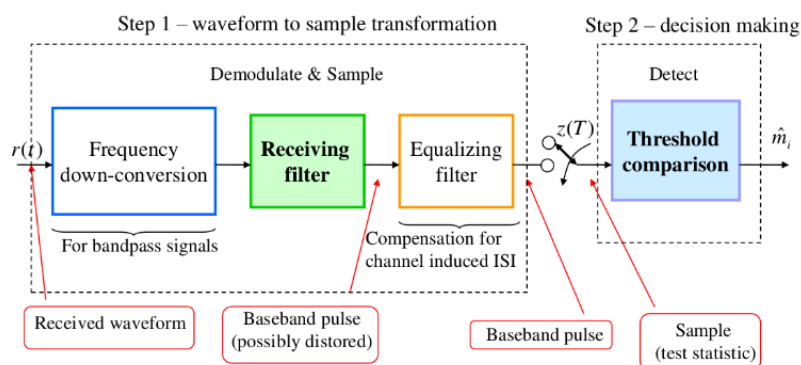 Step 1 – waveform to sample transformation
Step 2 – decision making
Demodulate & Sample
Detect
r(t)
Frequency
down-conversion
Receiving
filter
Equalizing
filter
z(T)
Threshold
comparison
m̂ᵢ
For bandpass signals
Compensation for
channel induced ISI
Received waveform
Baseband pulse
(possibly distored)
Baseband pulse
Sample
(test statistic)